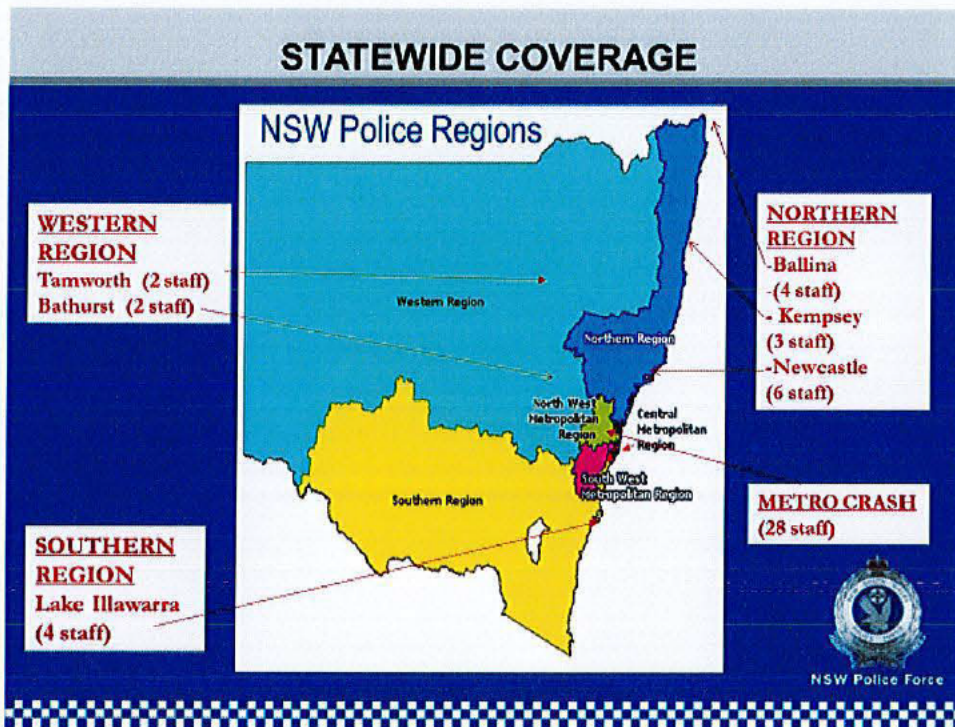 STATEWIDE COVERAGE
NSW Police Regions
WESTERN
REGION
Tamworth (2 staff)
Bathurst (2 staff)
NORTHERN
REGION
-Ballina
-(4 staff)
- Kempsey
(3 staff)
-Newcastle
(6 staff)
Western Region
Northern Region
North West
Metropolitan
Region
Central
Metropolitan
Region
South West
Metropolitan Region
Southern Region
METRO CRASH
(28 staff)
SOUTHERN
REGION
Lake Illawarra
(4 staff)
NSW Police Force